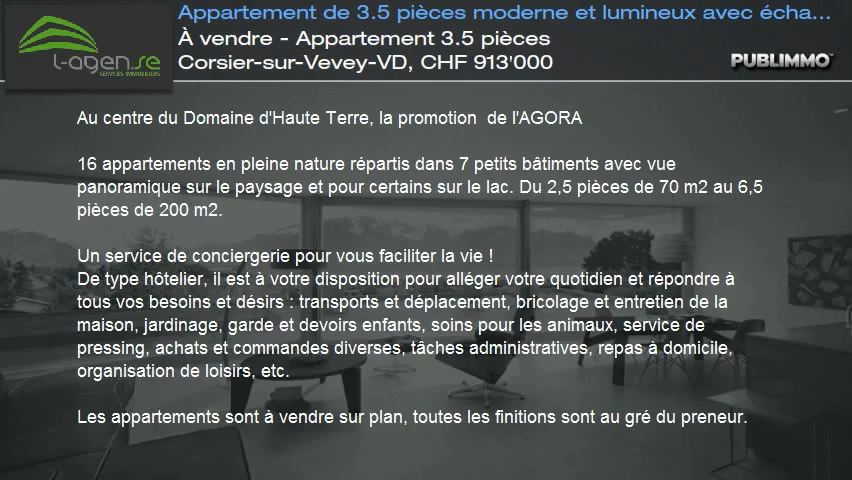 Appartement de 3.5 pièces moderne et lumineux avec écha...
À vendre - Appartement 3.5 pièces
Corsier-sur-Vevey-VD, CHF 913'000
l-agen.se
SERVICES IMMOBILIERS
PUBLIMMO™
Au centre du Domaine d'Haute Terre, la promotion  de l'AGORA
16 appartements en pleine nature répartis dans 7 petits bâtiments avec vue
panoramique sur le paysage et pour certains sur le lac. Du 2,5 pièces de 70 m2 au 6,5
pièces de 200 m2.
Un service de conciergerie pour vous faciliter la vie !
De type hôtelier, il est à votre disposition pour alléger votre quotidien et répondre à
tous vos besoins et désirs : transports et déplacement, bricolage et entretien de la
maison, jardinage, garde et devoirs enfants, soins pour les animaux, service de
pressing, achats et commandes diverses, tâches administratives, repas à domicile,
organisation de loisirs, etc.
Les appartements sont à vendre sur plan, toutes les finitions sont au gré du preneur.